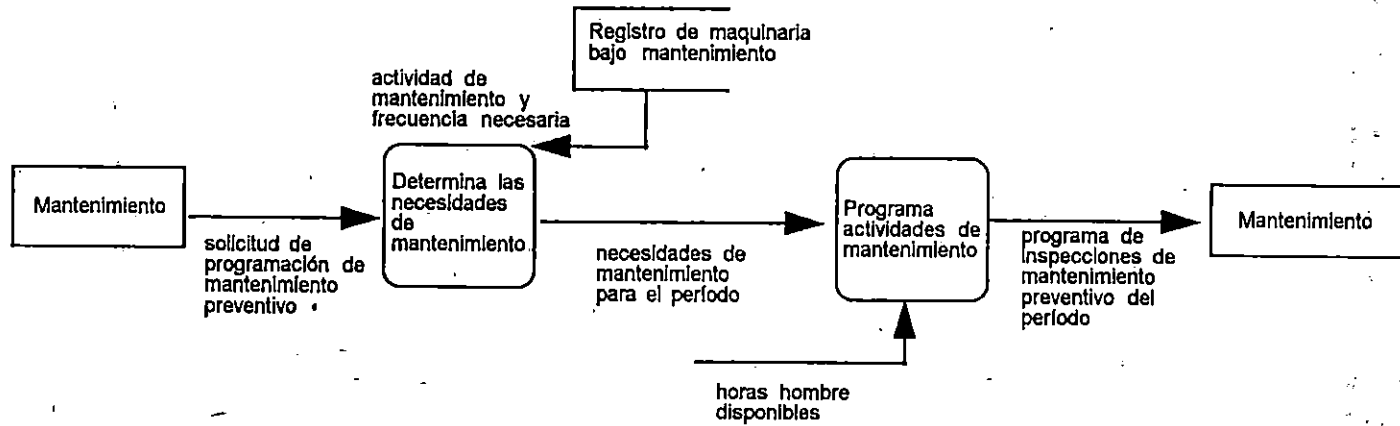 Registro de maquinaria
bajo mantenimiento
actividad de
mantenimiento y
frecuencia necesaria
Mantenimiento
solicitud de
programación de
mantenimiento
preventivo
Determina las
necesidades
de
mantenimiento
necesidades de
mantenimiento
para el período
Programa
actividades de
mantenimiento
horas hombre
disponibles
programa de
inspecciones de
mantenimiento
preventivo del
período
Mantenimiento